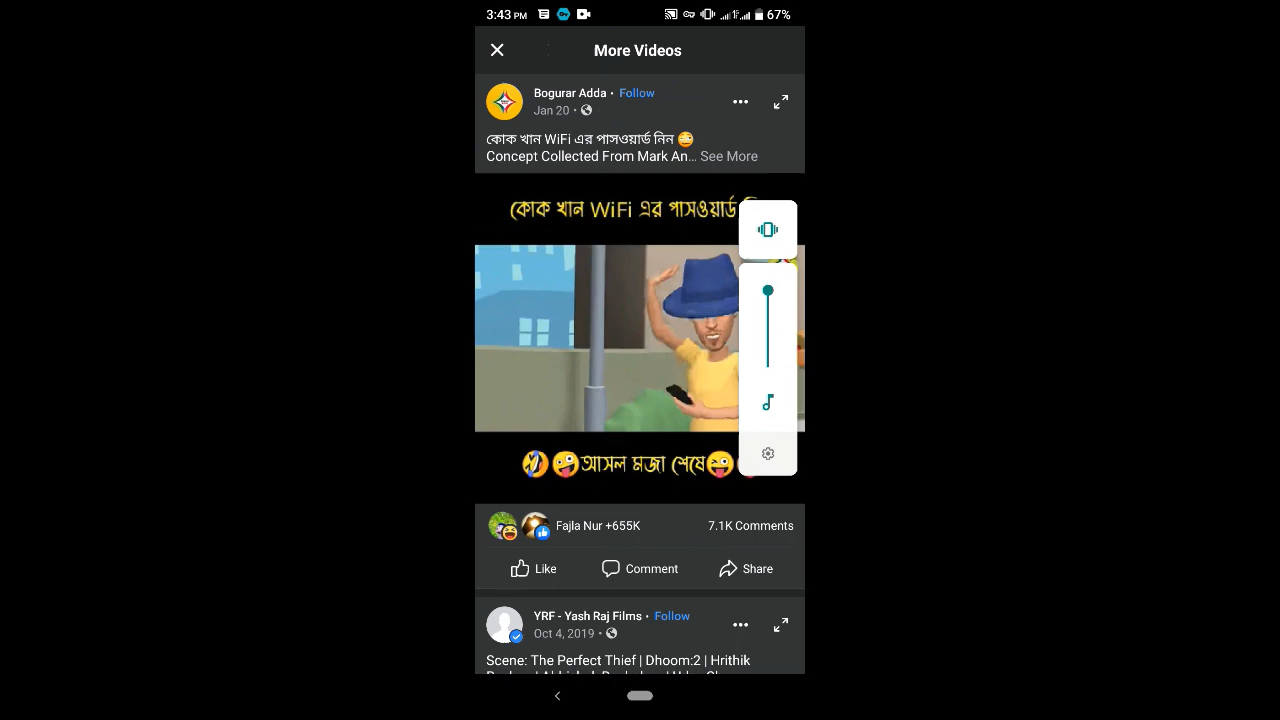 3:43 PM
67%
More Videos
Bogurar Adda • Follow
Jan 20 •
কোক খান WiFi এর পাসওয়ার্ড নিন 😅
Concept Collected From Mark An... See More
কোক খান WiFi এর পাসওয়ার্ড
🤣🤪আসল মজা শেষে😜
Fajla Nur +655K
7.1K Comments
Like
Comment
Share
YRF - Yash Raj Films • Follow
Oct 4, 2019 •
Scene: The Perfect Thief | Dhoom:2 | Hrithik